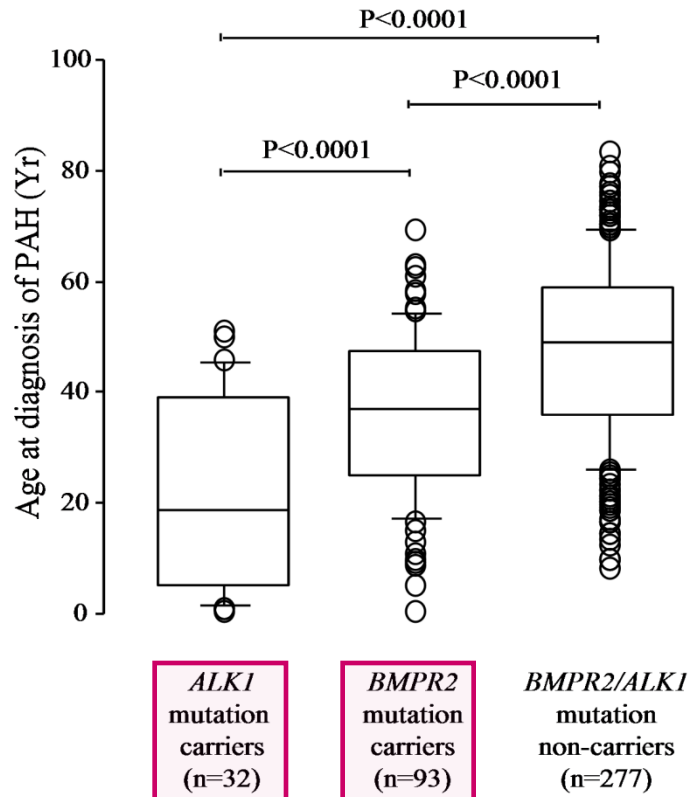 P<0.0001
P<0.0001
P<0.0001
Age at diagnosis of PAH (Yr)
100
80
60
40
20
0
ALK1
mutation
carriers
(n=32)
BMPR2
mutation
carriers
(n=93)
BMPR2/ALK1
mutation
non-carriers
(n=277)